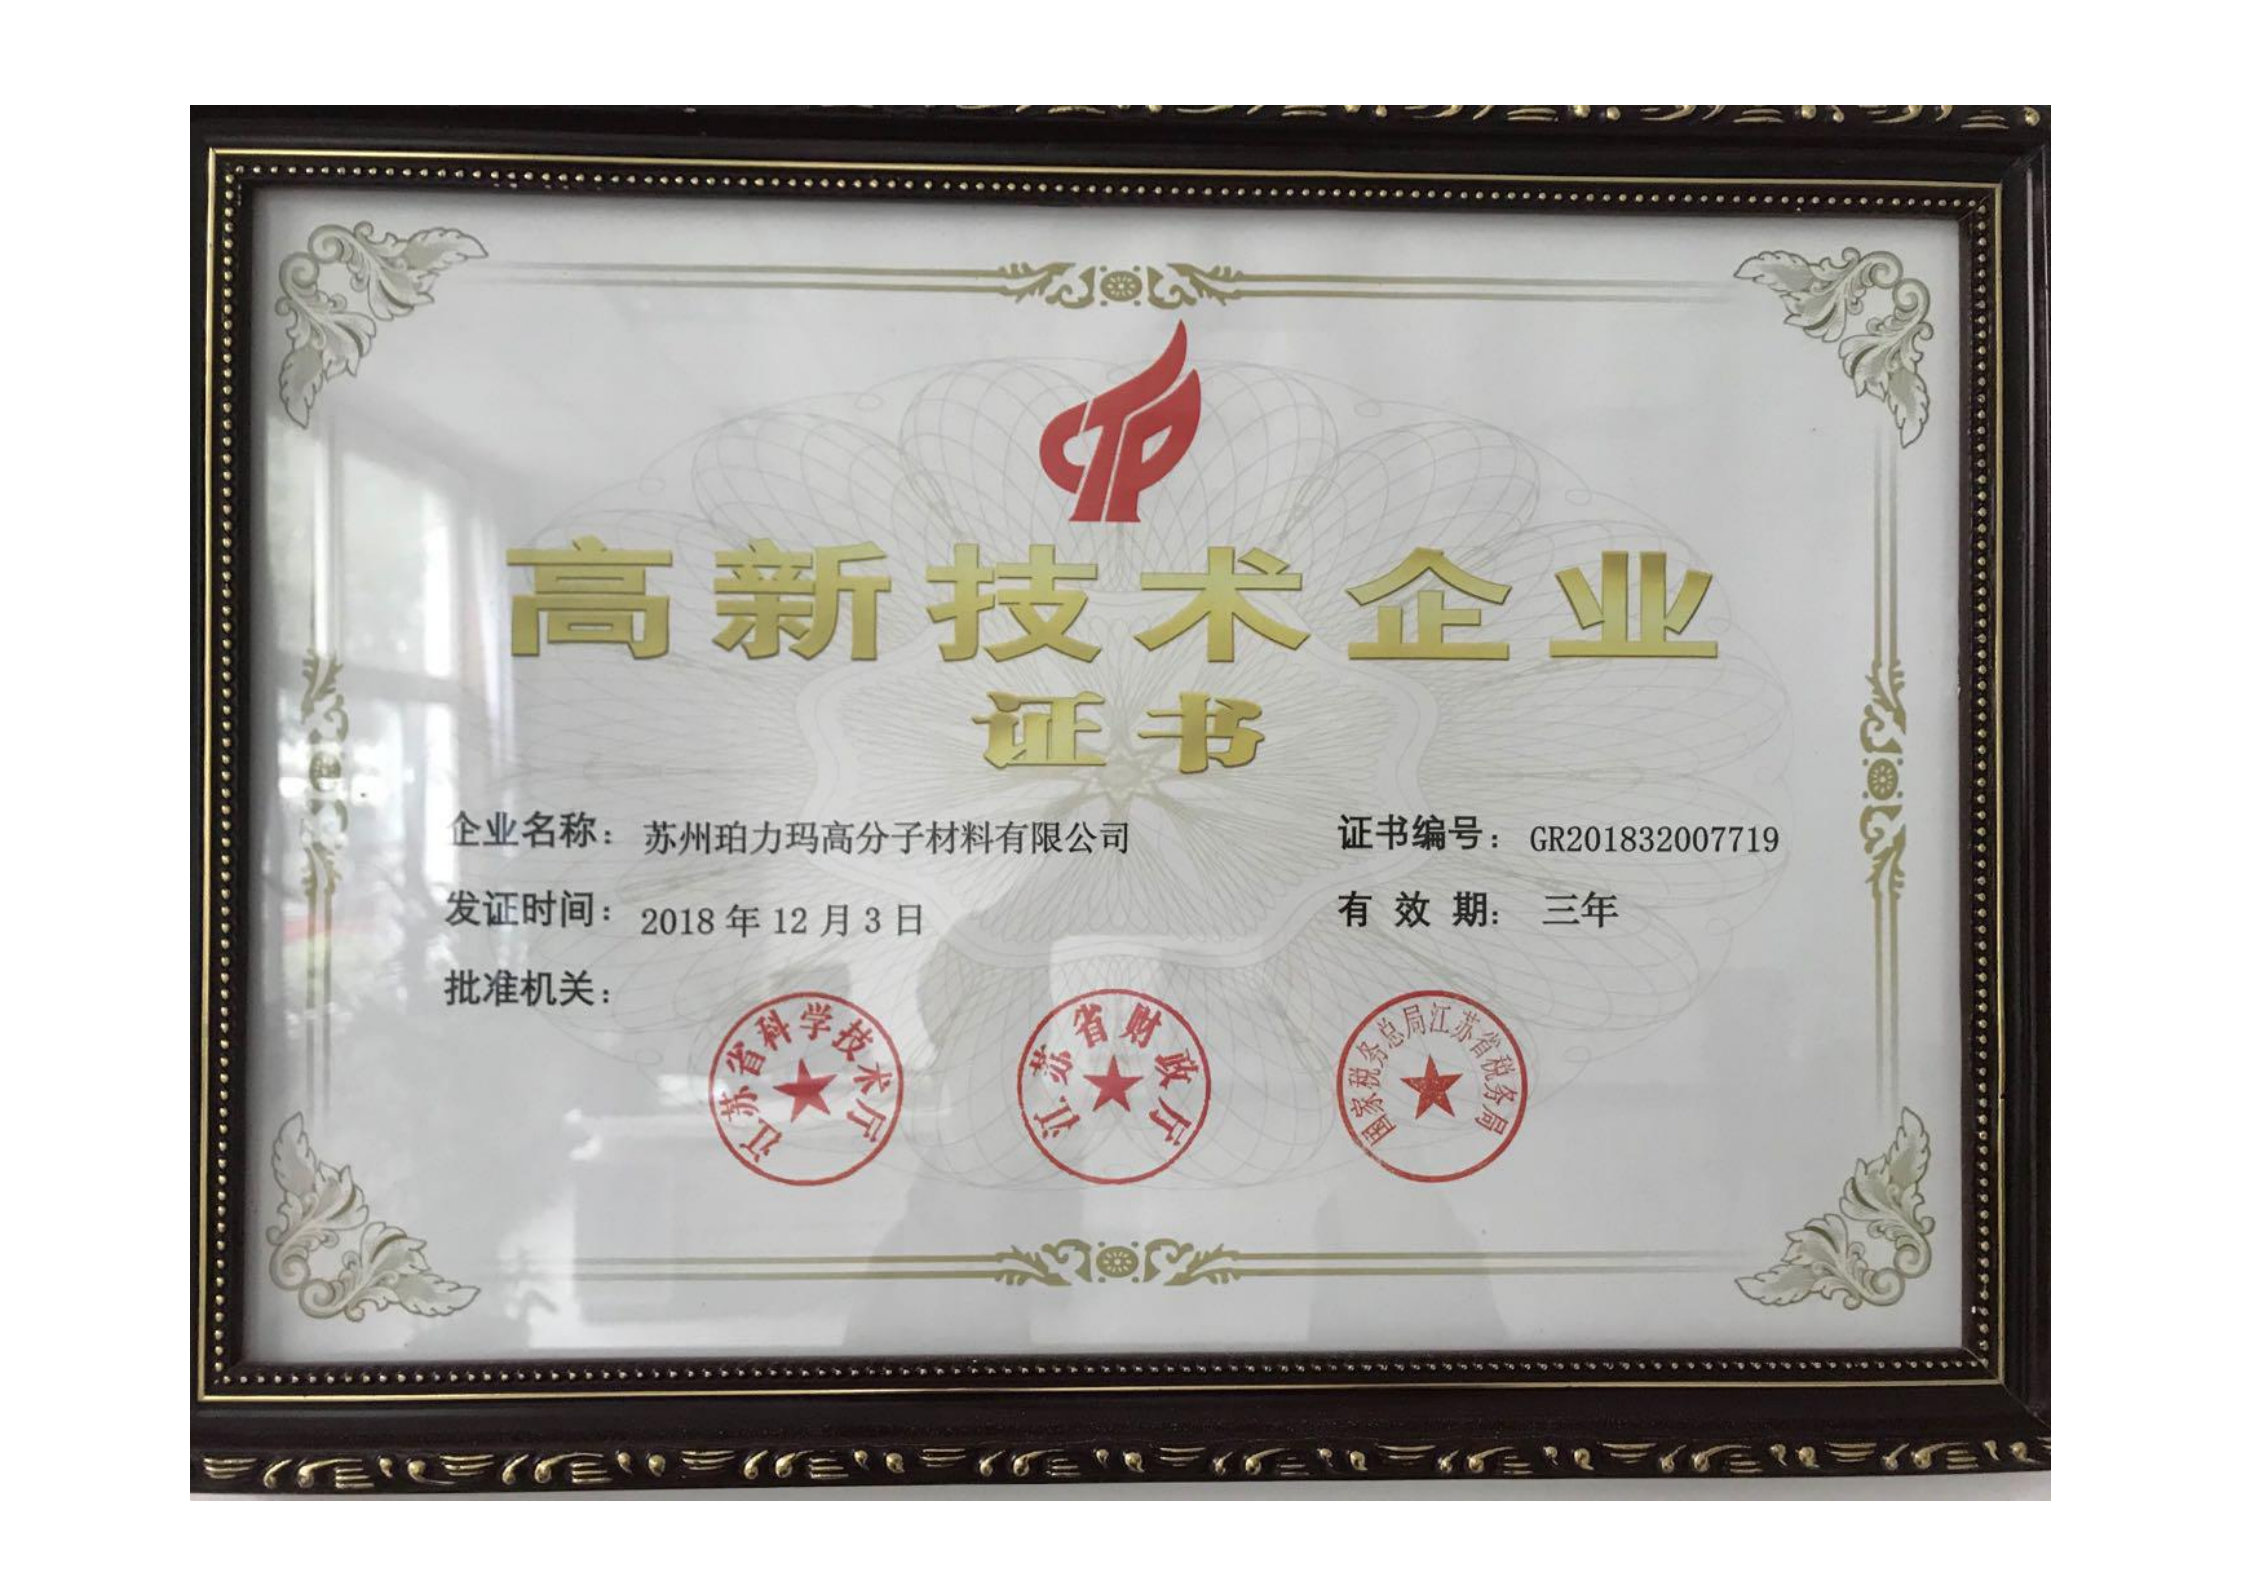 高新技术企业
证书
企业名称：苏州珀力玛高分子材料有限公司 证书编号：GR201832007719
发证时间：2018年12月3日 有效期：三年
批准机关：
江苏省科学技术厅
江苏省财政厅
国家税务总局江苏省税务局